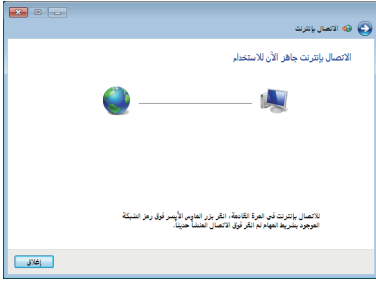 الاتصال بإنترنت
الاتصال بإنترنت جاهز الآن للاستخدام
للاتصال بإنترنت في المرة القادمة، انقر بزر الماوس الأيسر فوق رمز الشبكة
الموجود بشريط المهام ثم انقر فوق الاتصال المنشأ حديثاً.
إغلاق